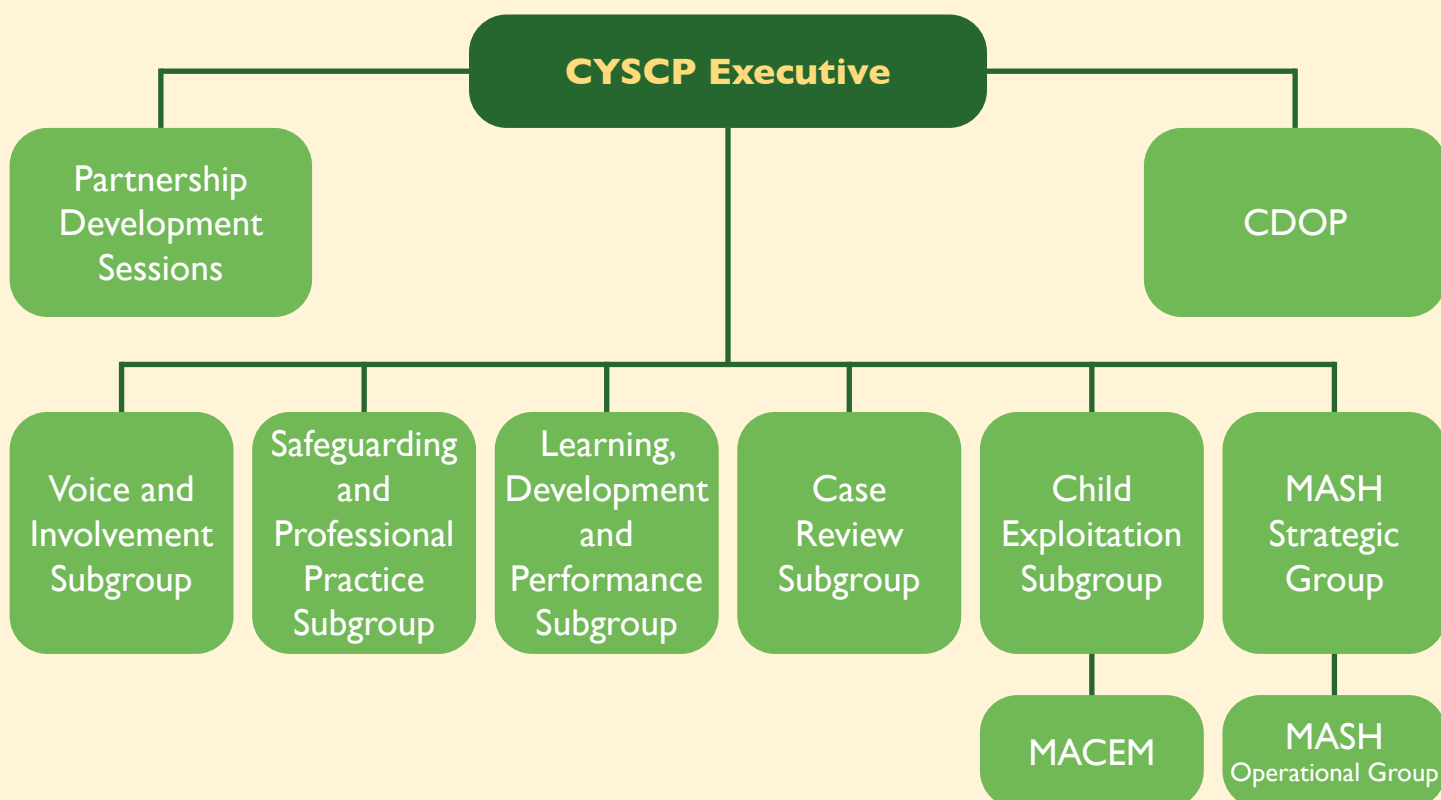 CYSCP Executive
Partnership
Development
Sessions
CDOP
Voice and
Involvement
Subgroup
Safeguarding
and
Professional
Practice
Subgroup
Learning,
Development
and
Performance
Subgroup
Case
Review
Subgroup
Child
Exploitation
Subgroup
MASH
Strategic
Group
MACEM
MASH
Operational Group